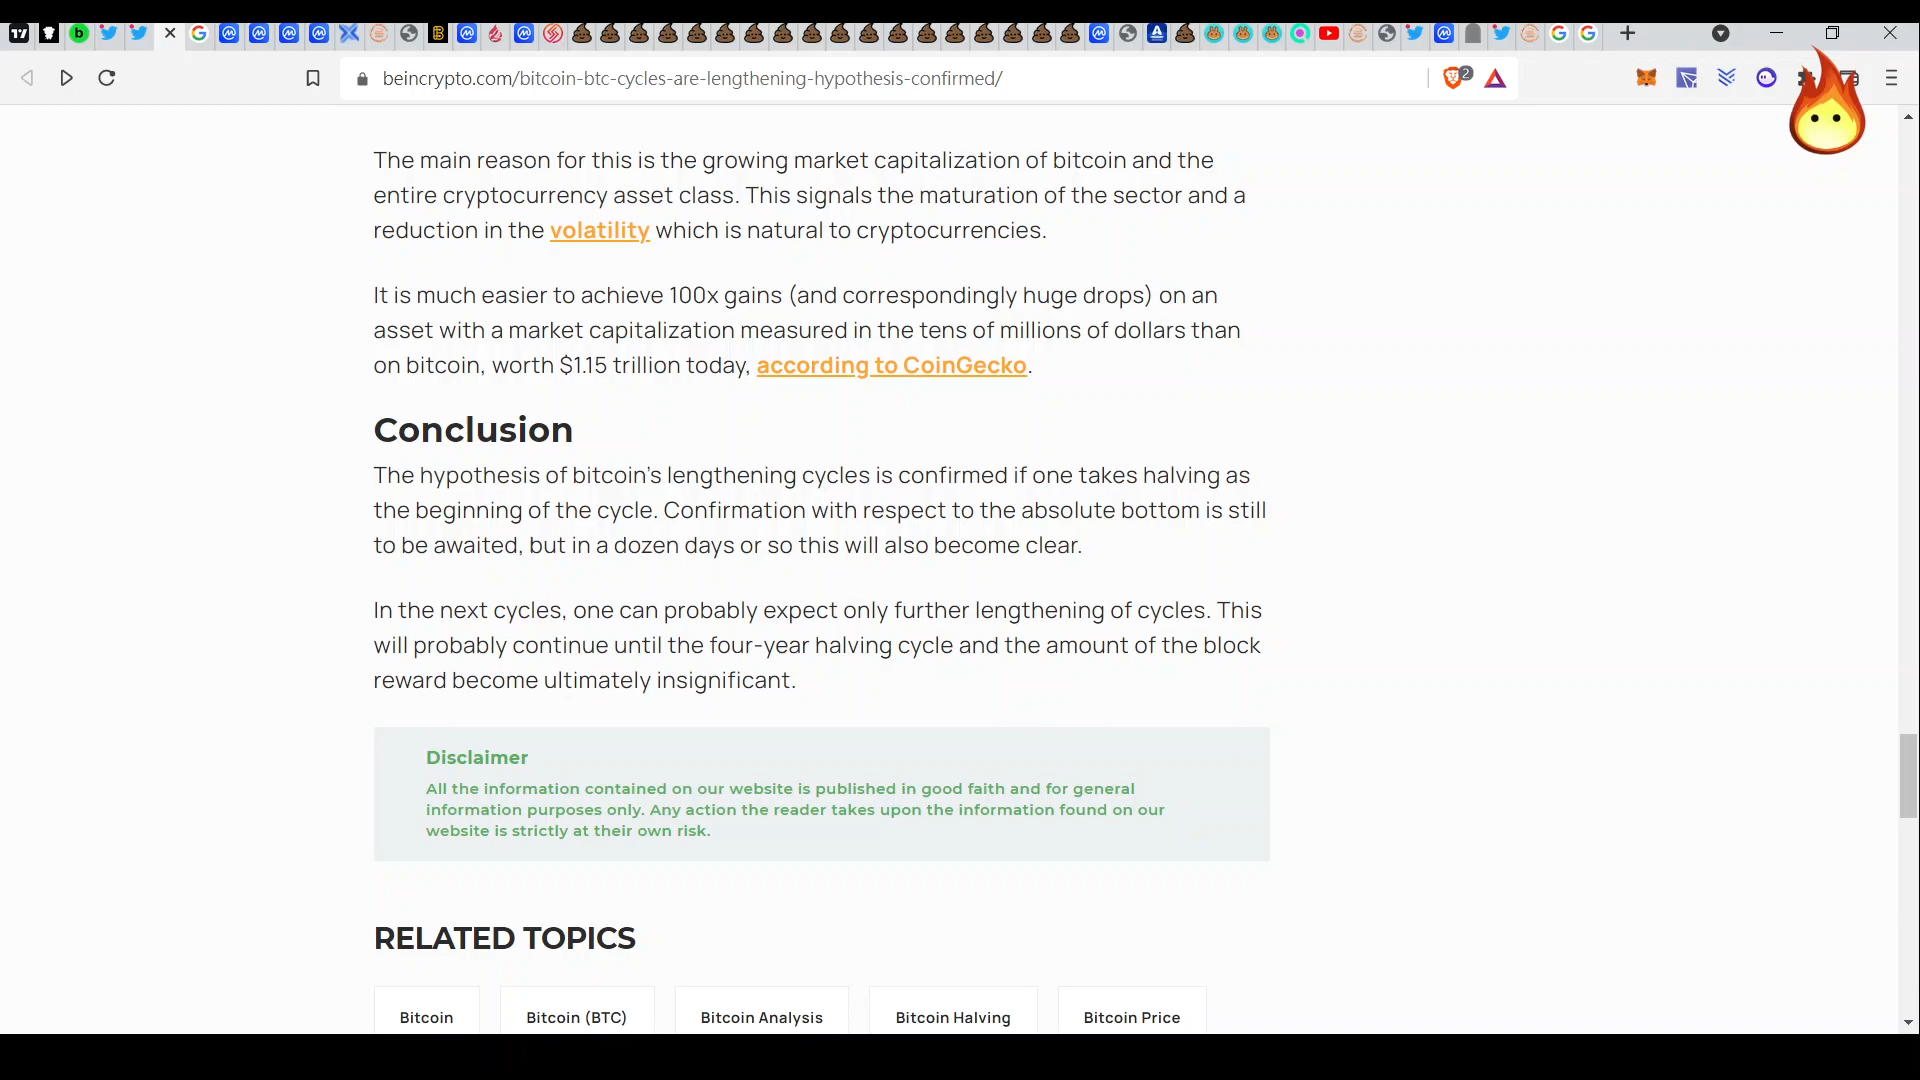 beincrypto.com/bitcoin-btc-cycles-are-lengthening-hypothesis-confirmed/
2
The main reason for this is the growing market capitalization of bitcoin and the
entire cryptocurrency asset class. This signals the maturation of the sector and a
reduction in the volatility which is natural to cryptocurrencies.
It is much easier to achieve 100x gains (and correspondingly huge drops) on an
asset with a market capitalization measured in the tens of millions of dollars than
on bitcoin, worth $1.15 trillion today, according to CoinGecko.
Conclusion
The hypothesis of bitcoin’s lengthening cycles is confirmed if one takes halving as
the beginning of the cycle. Confirmation with respect to the absolute bottom is still
to be awaited, but in a dozen days or so this will also become clear.
In the next cycles, one can probably expect only further lengthening of cycles. This
will probably continue until the four-year halving cycle and the amount of the block
reward become ultimately insignificant.
Disclaimer
All the information contained on our website is published in good faith and for general
information purposes only. Any action the reader takes upon the information found on our
website is strictly at their own risk.
RELATED TOPICS
Bitcoin Bitcoin (BTC) Bitcoin Analysis Bitcoin Halving Bitcoin Price